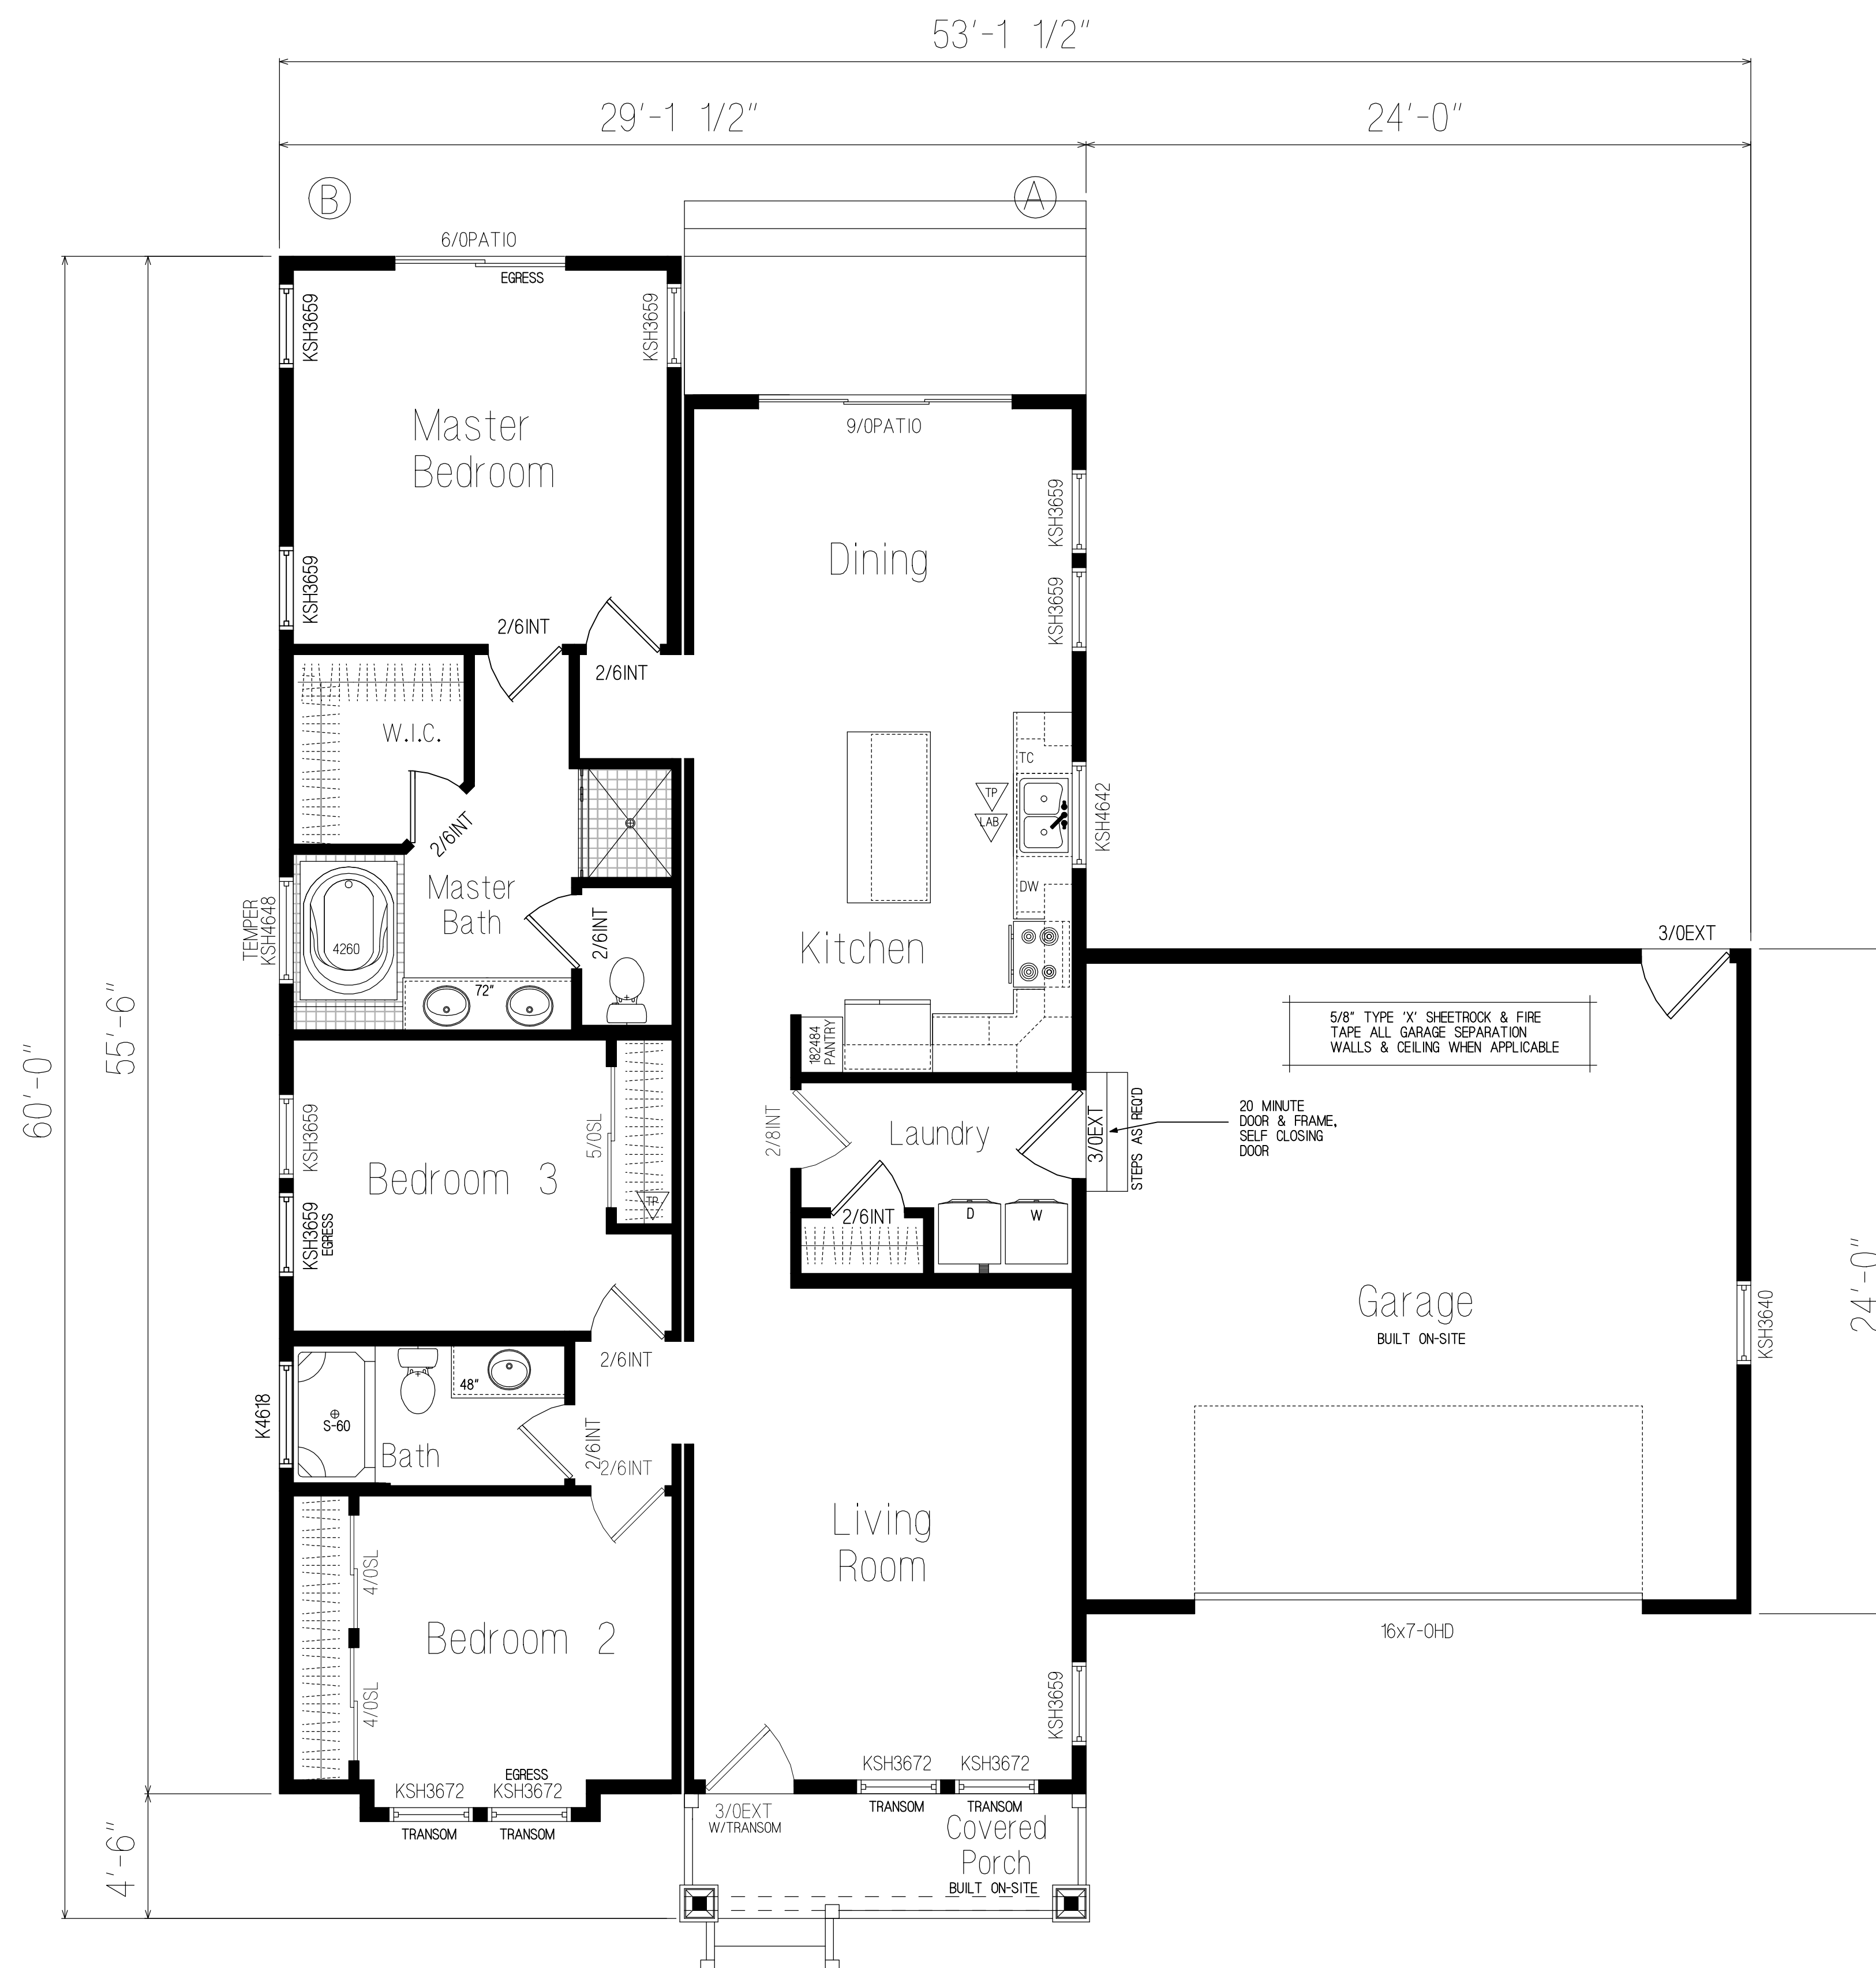 53'-1 1/2"
29'-1 1/2"
24'-0"
B
A
6/0PATIO
EGRESS
KSH3659
KSH3659
Master
Bedroom
9/0PATIO
KSH3659
Dining
KSH3659
KSH3659
2/6INT
2/6INT
W.I.C.
TC
TP
LAB
KSH4642
2/6INT
Master
Bath
TEMPER
KSH4648
4260
2/6INT
DW
Kitchen
72"
3/0EXT
60'-0"
55'-6"
182484
PANTRY
5/8" TYPE 'X' SHEETROCK & FIRE
TAPE ALL GARAGE SEPARATION
WALLS & CEILING WHEN APPLICABLE
KSH3659
5/0SL
Bedroom 3
TP
KSH3659
EGRESS
2/8INT
Laundry
3/0EXT
STEPS AS REQ'D
20 MINUTE
DOOR & FRAME,
SELF CLOSING
DOOR
2/6INT
D
W
Garage
BUILT ON-SITE
KSH3640
24'-0"
2/6INT
48"
K4618
S-60
Bath
2/6INT
2/6INT
4/0SL
Living
Room
Bedroom 2
16x7-OHD
4/0SL
KSH3659
EGRESS
KSH3672
KSH3672
KSH3672
KSH3672
TRANSOM
TRANSOM
TRANSOM
TRANSOM
3/0EXT
W/TRANSOM
Covered
Porch
BUILT ON-SITE
4'-6"